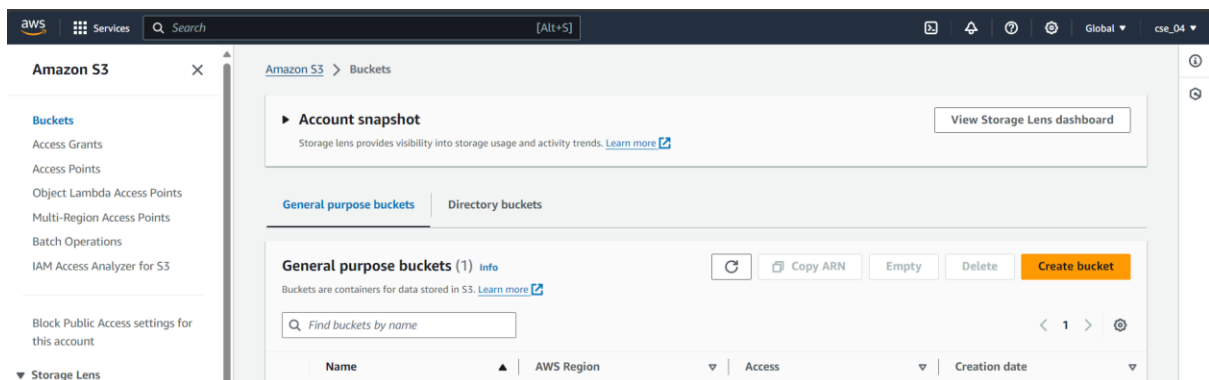 aws Services Search [Alt+S] Global cse_04
Amazon S3
Buckets
Access Grants
Access Points
Object Lambda Access Points
Multi-Region Access Points
Batch Operations
IAM Access Analyzer for S3
Block Public Access settings for
this account
Storage Lens
Amazon S3 > Buckets
Account snapshot
View Storage Lens dashboard
Storage lens provides visibility into storage usage and activity trends. Learn more
General purpose buckets Directory buckets
General purpose buckets (1) Info
Copy ARN Empty Delete Create bucket
Buckets are containers for data stored in S3. Learn more
Find buckets by name
< 1 >
Name AWS Region Access Creation date